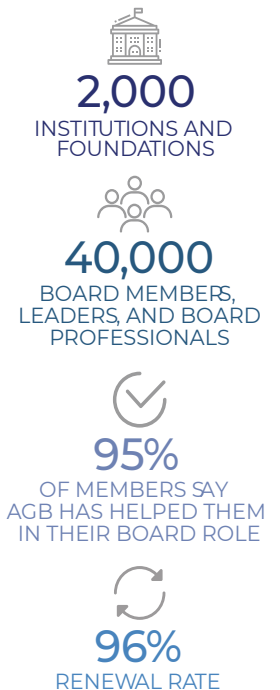 2,000
INSTITUTIONS AND
FOUNDATIONS
40,000
BOARD MEMBERS,
LEADERS, AND BOARD
PROFESSIONALS
95%
OF MEMBERS SAY
AGB HAS HELPED THEM
IN THEIR BOARD ROLE
96%
RENEWAL RATE